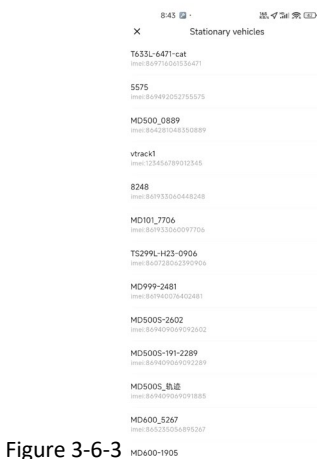 8:43
Stationary vehicles
T633L-6471-cat
imei:869716061536471
5575
imei:869492052755575
MD500_0889
imei:864281048350889
vtrack1
imei:123456789012345
8248
imei:861933060448248
MD101_7706
imei:861933060097706
TS299L-H23-0906
imei:860728062390906
MD999-2481
imei:861940076402481
MD500S-2602
imei:869409069092602
MD500S-191-2289
imei:869409069092289
MD500S_轨迹
imei:869409069091885
MD600_5267
imei:865235056895267
MD600-1905
Figure 3-6-3